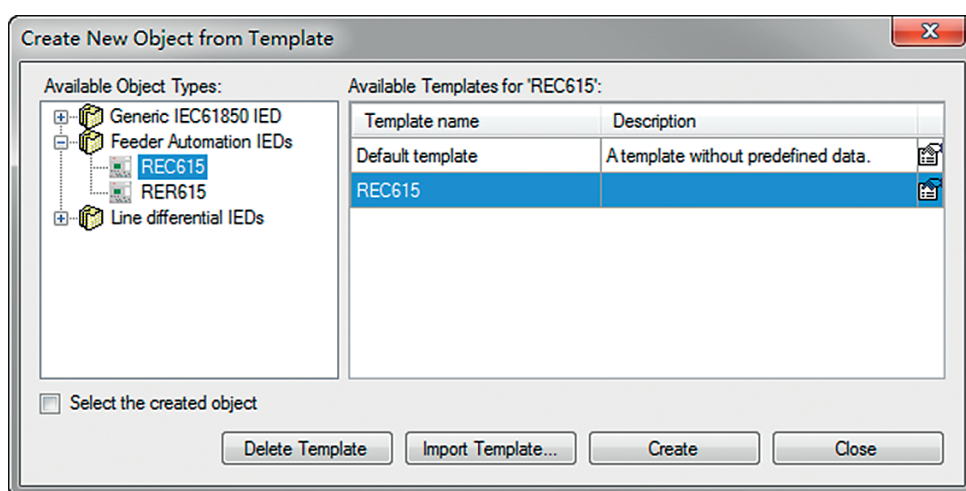 Create New Object from Template
Available Object Types:
Generic IEC61850 IED
Feeder Automation IEDs
REC615
RER615
Line differential IEDs
Available Templates for 'REC615':
Template name Description
Default template A template without predefined data.
REC615
Select the created object
Delete Template Import Template... Create Close